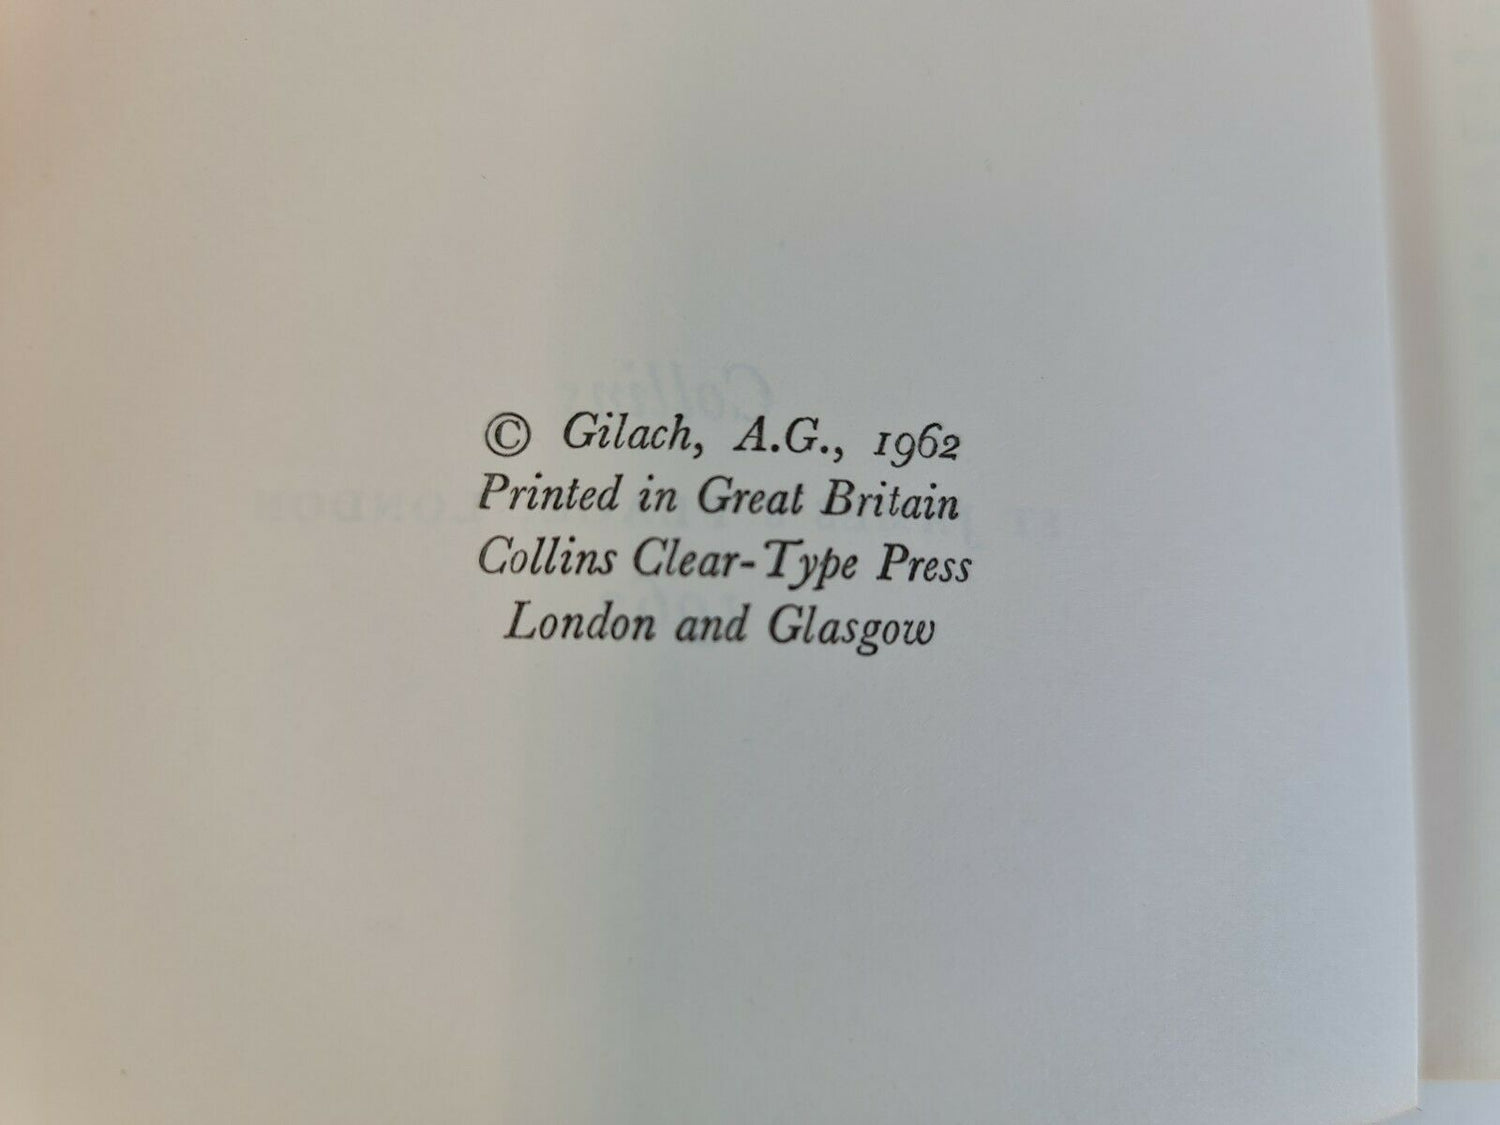 © Gilach, A.G., 1962
Printed in Great Britain
Collins Clear-Type Press
London and Glasgow